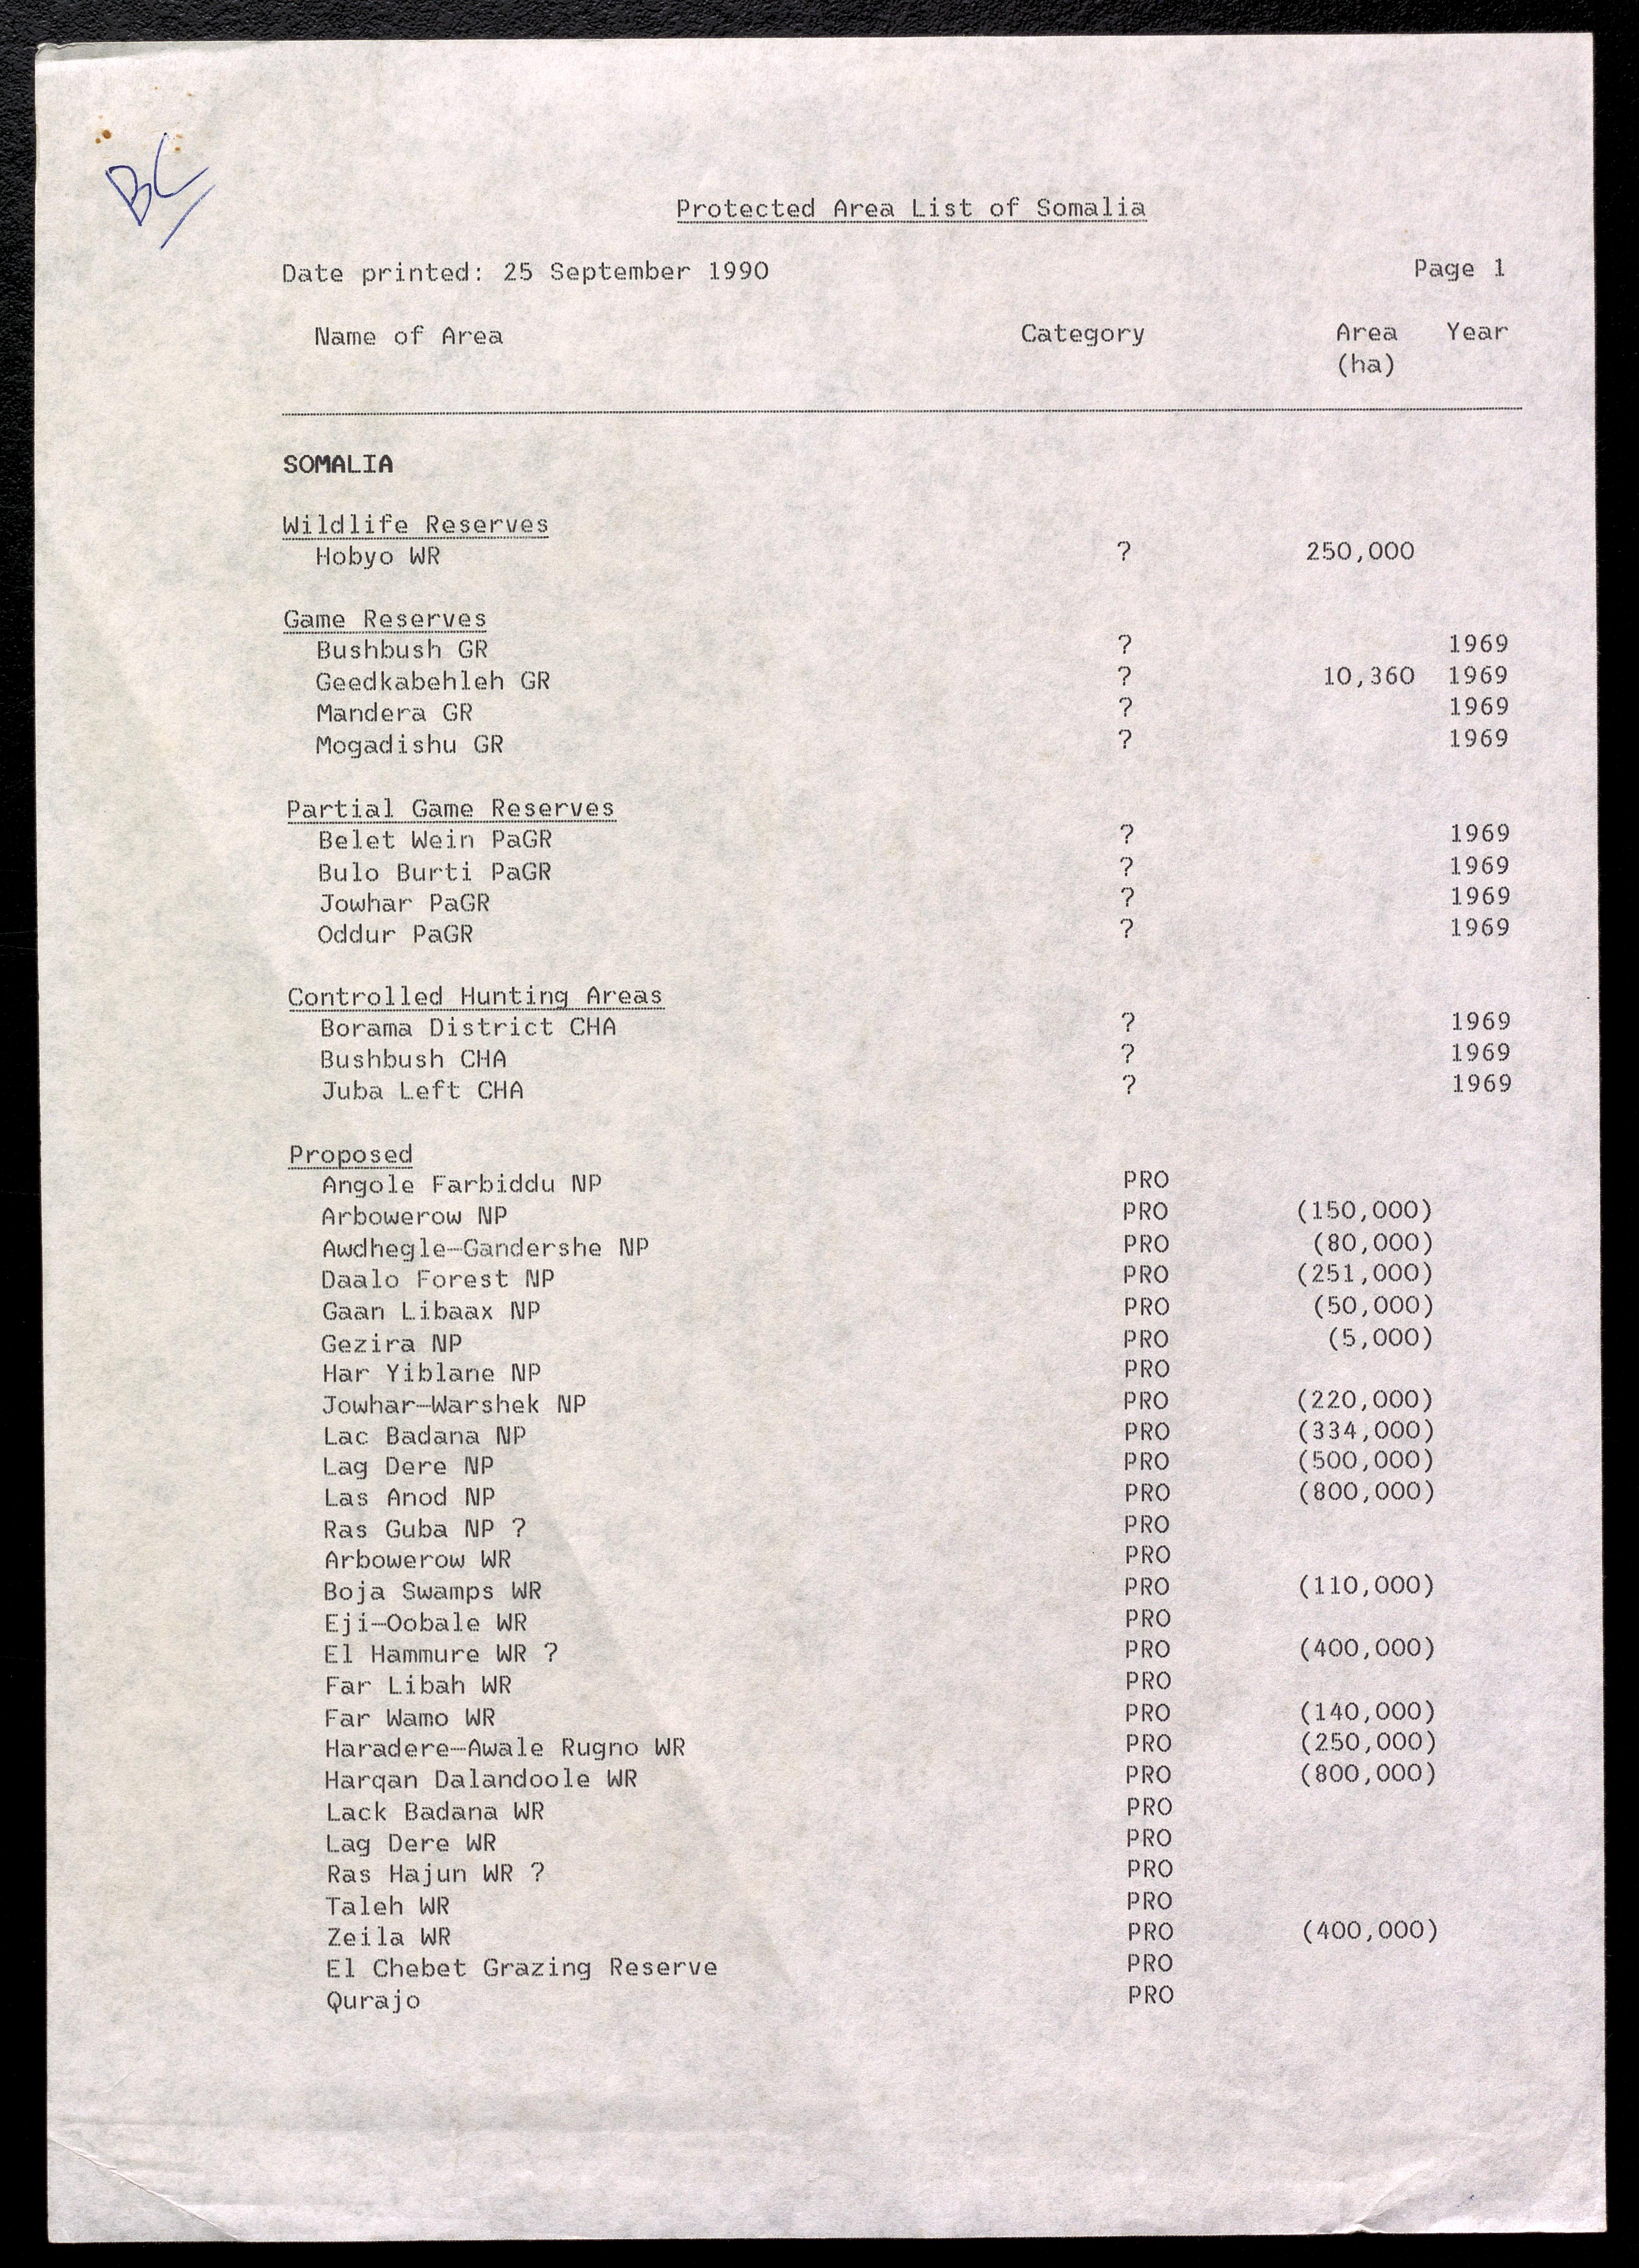 BC
Protected Area List of Somalia
Date printed: 25 September 1990 Page 1
Name of Area Category Area Year
(ha)
SOMALIA
Wildlife Reserves
Hobyo WR ? 250,000
Game Reserves
Bushbush GR ? 1969
Geedkabehleh GR ? 10,360 1969
Mandera GR ? 1969
Mogadishu GR ? 1969
Partial Game Reserves
Belet Wein PaGR ? 1969
Bulo Burti PaGR ? 1969
Jowhar PaGR ? 1969
Oddur PaGR ? 1969
Controlled Hunting Areas
Borama District CHA ? 1969
Bushbush CHA ? 1969
Juba Left CHA ? 1969
Proposed
Angole Farbiddu NP PRO
Arbowerow NP PRO (150,000)
Awdhegle-Gandershe NP PRO (80,000)
Daalo Forest NP PRO (251,000)
Gaan Libaax NP PRO (50,000)
Gezira NP PRO (5,000)
Har Yiblane NP PRO
Jowhar-Warshek NP PRO (220,000)
Lac Badana NP PRO (334,000)
Lag Dere NP PRO (500,000)
Las Anod NP PRO (800,000)
Ras Guba NP ? PRO
Arbowerow WR PRO
Boja Swamps WR PRO (110,000)
Eji-Oobale WR PRO
El Hammure WR ? PRO (400,000)
Far Libah WR PRO
Far Wamo WR PRO (140,000)
Haradere-Awale Rugno WR PRO (250,000)
Harqan Dalandoole WR PRO (800,000)
Lack Badana WR PRO
Lag Dere WR PRO
Ras Hajun WR ? PRO
Taleh WR PRO
Zeila WR PRO (400,000)
El Chebet Grazing Reserve PRO
Qurajo PRO